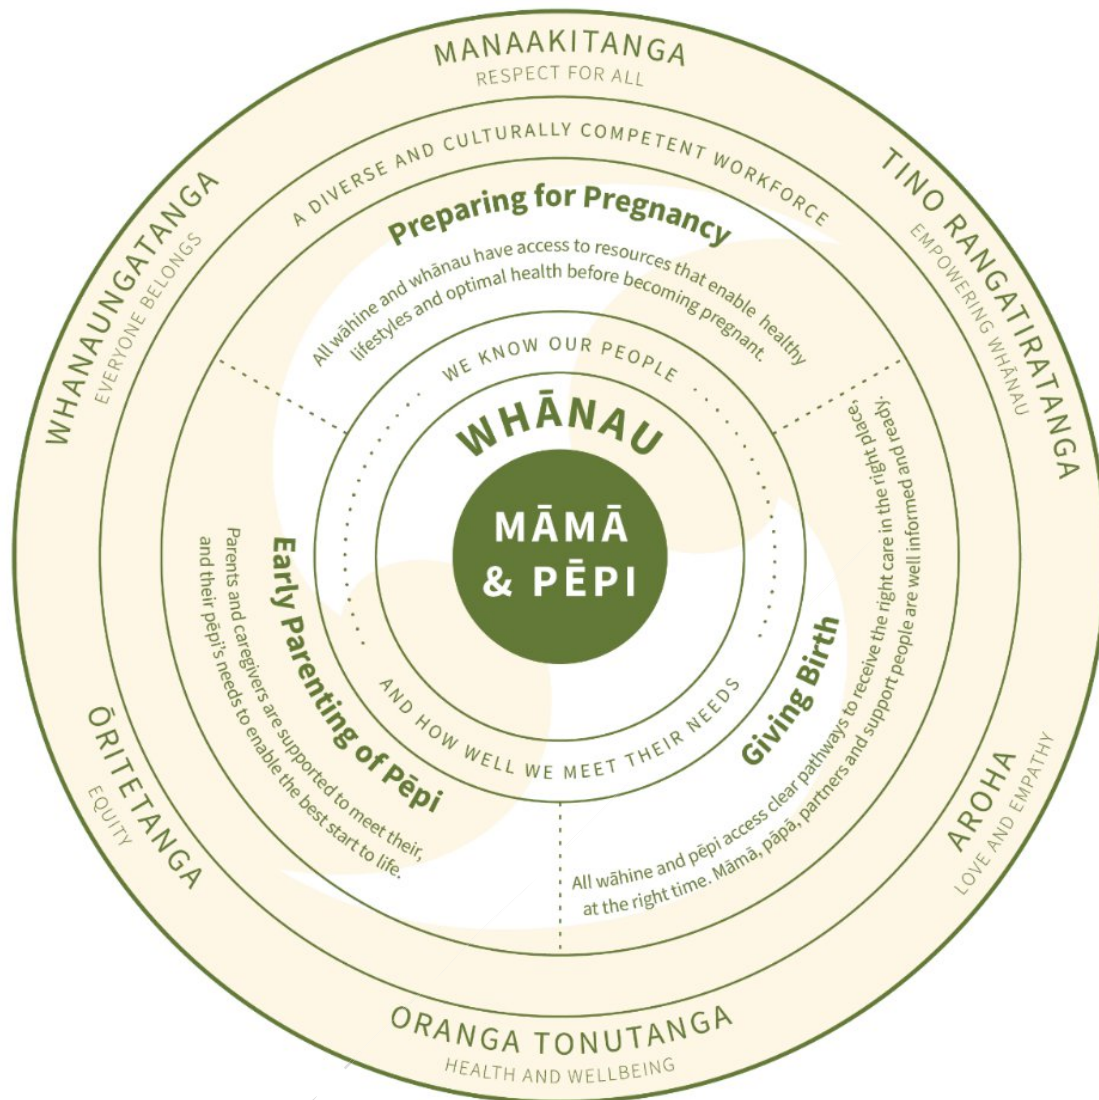 MANAAKITANGA
RESPECT FOR ALL
TINO RANGATIRATANGA
EMPOWERING WHĀNAU
AROHA
LOVE AND EMPATHY
ORANGA TONUTANGA
HEALTH AND WELLBEING
ŌRITETANGA
EQUITY
WHANAUNGATANGA
EVERYONE BELONGS
A DIVERSE AND CULTURALLY COMPETENT WORKFORCE
Preparing for Pregnancy
All wāhine and whānau have access to resources that enable healthy
lifestyles and optimal health before becoming pregnant.
Giving Birth
All wāhine and pēpi access clear pathways to receive the right care in the right place,
at the right time. Māmā, pāpā, partners and support people are well informed and ready.
Early Parenting of Pēpi
Parents and caregivers are supported to meet their,
and their pēpi's needs to enable the best start to life.
WE KNOW OUR PEOPLE
AND HOW WELL WE MEET THEIR NEEDS
WHĀNAU
MĀMĀ
& PĒPI